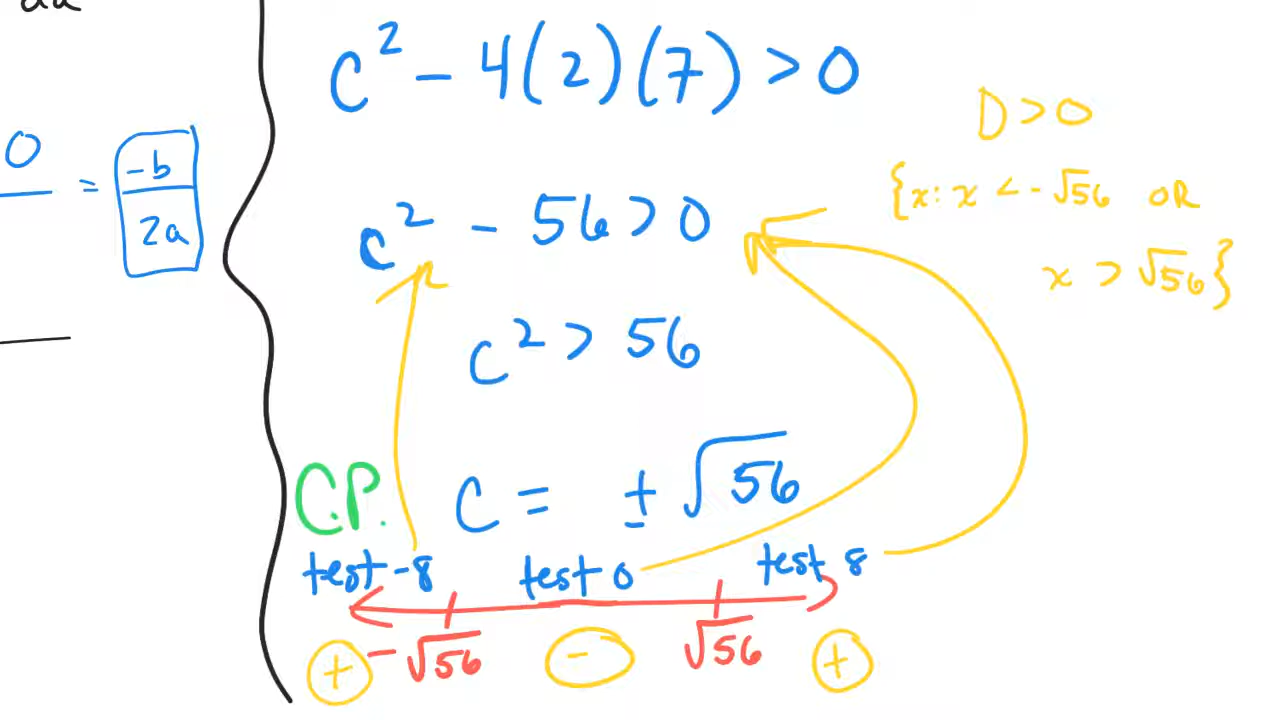 0
= -b
2a
c² - 4(2)(7) > 0
c² - 56 > 0
c² > 56
C.P.
c = ± √56
test -8 test 0 test 8
-√56 √56
+ - +
D > 0
{x: x < -√56 OR
x > √56}